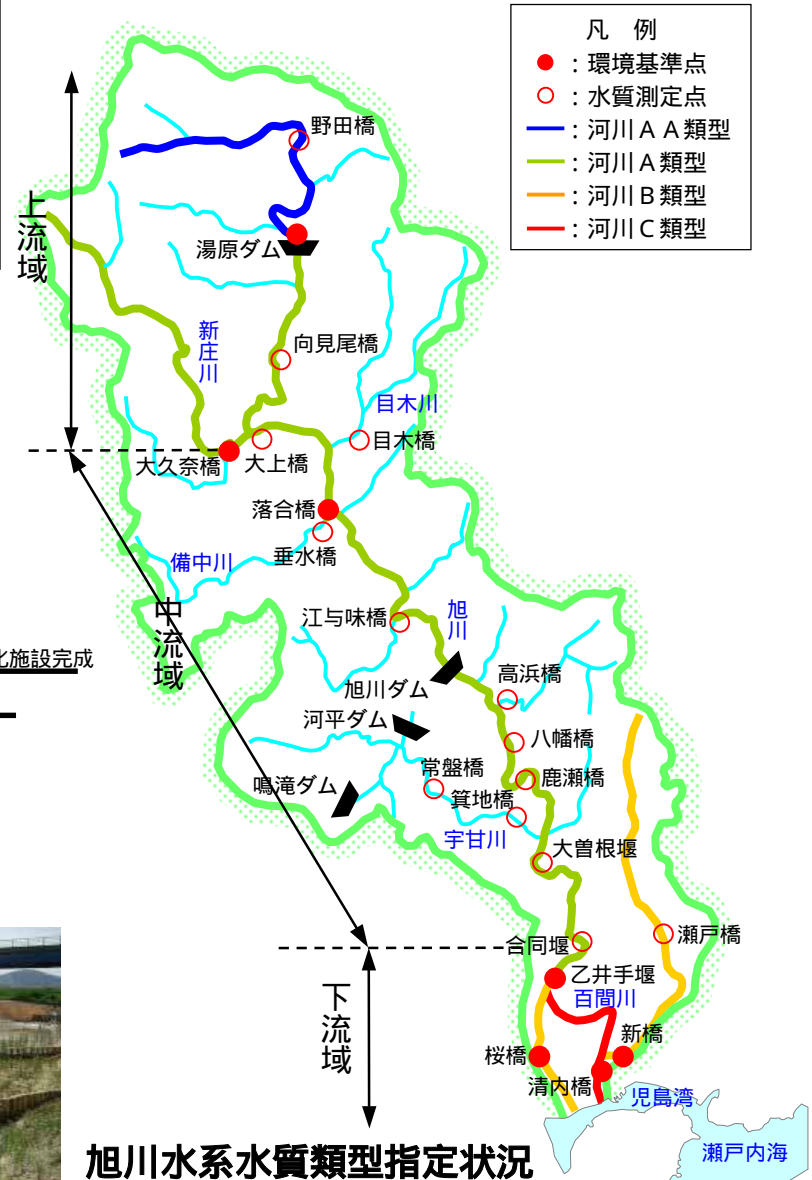 凡 例
：環境基準点
：水質測定点
：河川ＡＡ類型
：河川Ａ類型
：河川Ｂ類型
：河川Ｃ類型
野田橋
上流域
湯原ダム
新庄川
向見尾橋
目木川
目木橋
大久奈橋
大上橋
落合橋
垂水橋
備中川
中流域
江与味橋
旭川
化施設完成
旭川ダム
高浜橋
河平ダム
八幡橋
常盤橋
鹿瀬橋
鳴滝ダム
箕地橋
宇甘川
大曽根堰
合同堰
瀬戸橋
乙井手堰
百間川
下流域
新橋
桜橋
清内橋
児島湾
瀬戸内海
旭川水系水質類型指定状況